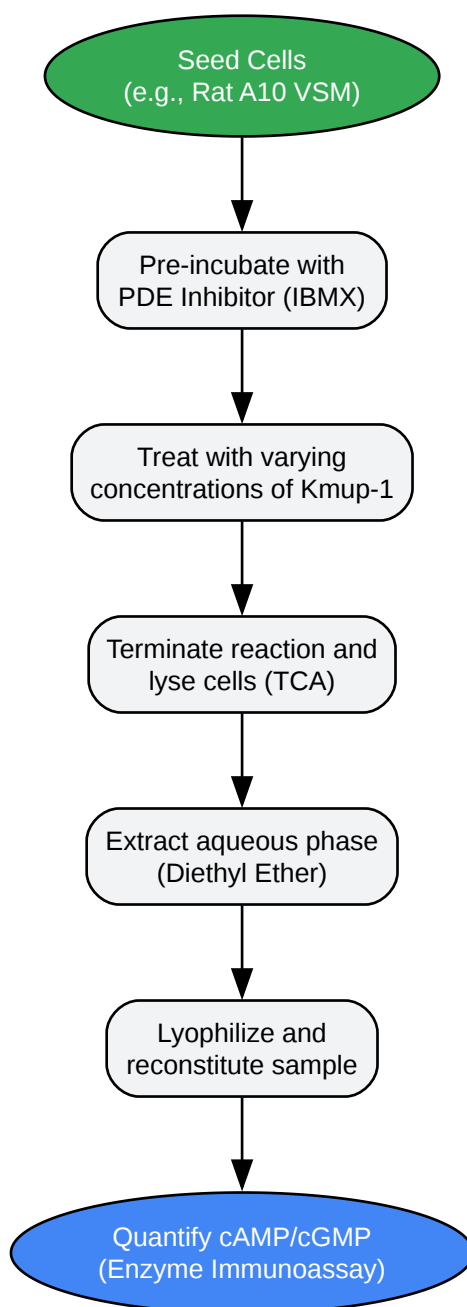 Seed Cells
(e.g., Rat A10 VSM)
Pre-incubate with
PDE Inhibitor (IBMX)
Treat with varying
concentrations of Kmup-1
Terminate reaction and
lyse cells (TCA)
Extract aqueous phase
(Diethyl Ether)
Lyophilize and
reconstitute sample
Quantify cAMP/cGMP
(Enzyme Immunoassay)